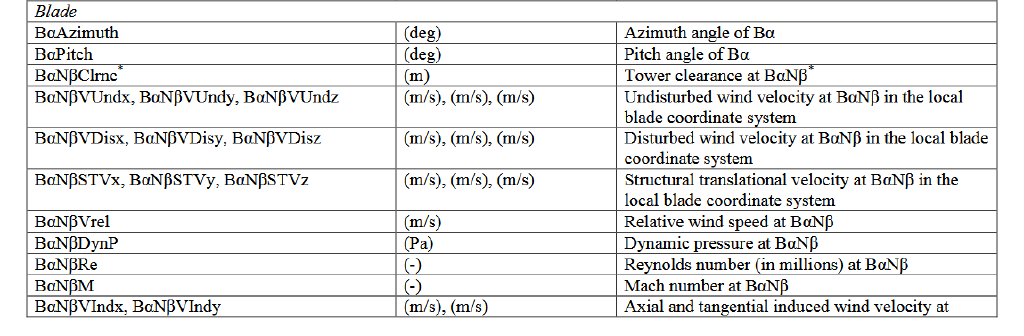 Blade
BαAzimuth (deg) Azimuth angle of Bα
BαPitch (deg) Pitch angle of Bα
BαNβClrnc* (m) Tower clearance at BαNβ*
BαNβVUndx, BαNβVUndy, BαNβVUndz (m/s), (m/s), (m/s) Undisturbed wind velocity at BαNβ in the local
blade coordinate system
BαNβVDisx, BαNβVDisy, BαNβVDisz (m/s), (m/s), (m/s) Disturbed wind velocity at BαNβ in the local blade
coordinate system
BαNβSTVx, BαNβSTVy, BαNβSTVz (m/s), (m/s), (m/s) Structural translational velocity at BαNβ in the
local blade coordinate system
BαNβVrel (m/s) Relative wind speed at BαNβ
BαNβDynP (Pa) Dynamic pressure at BαNβ
BαNβRe (-) Reynolds number (in millions) at BαNβ
BαNβM (-) Mach number at BαNβ
BαNβVIndx, BαNβVIndy (m/s), (m/s) Axial and tangential induced wind velocity at